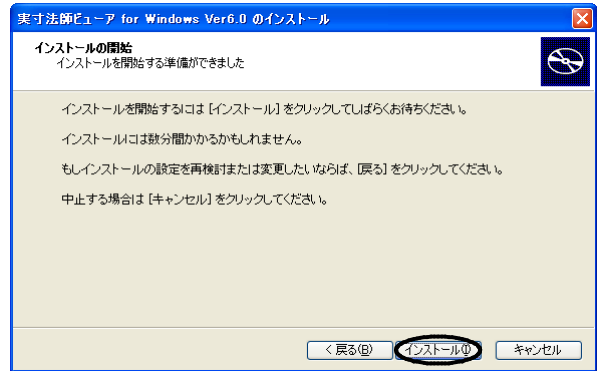 実寸法師ビューア for Windows Ver6.0 のインストール
インストールの開始
インストールを開始する準備ができました
インストールを開始するには [インストール] をクリックしてしばらくお待ちください。
インストールには数分間かかるかもしれません。
もしインストールの設定を再検討または変更したいならば、[戻る] をクリックしてください。
中止する場合は [キャンセル] をクリックしてください。
< 戻る(B) インストール(I) キャンセル